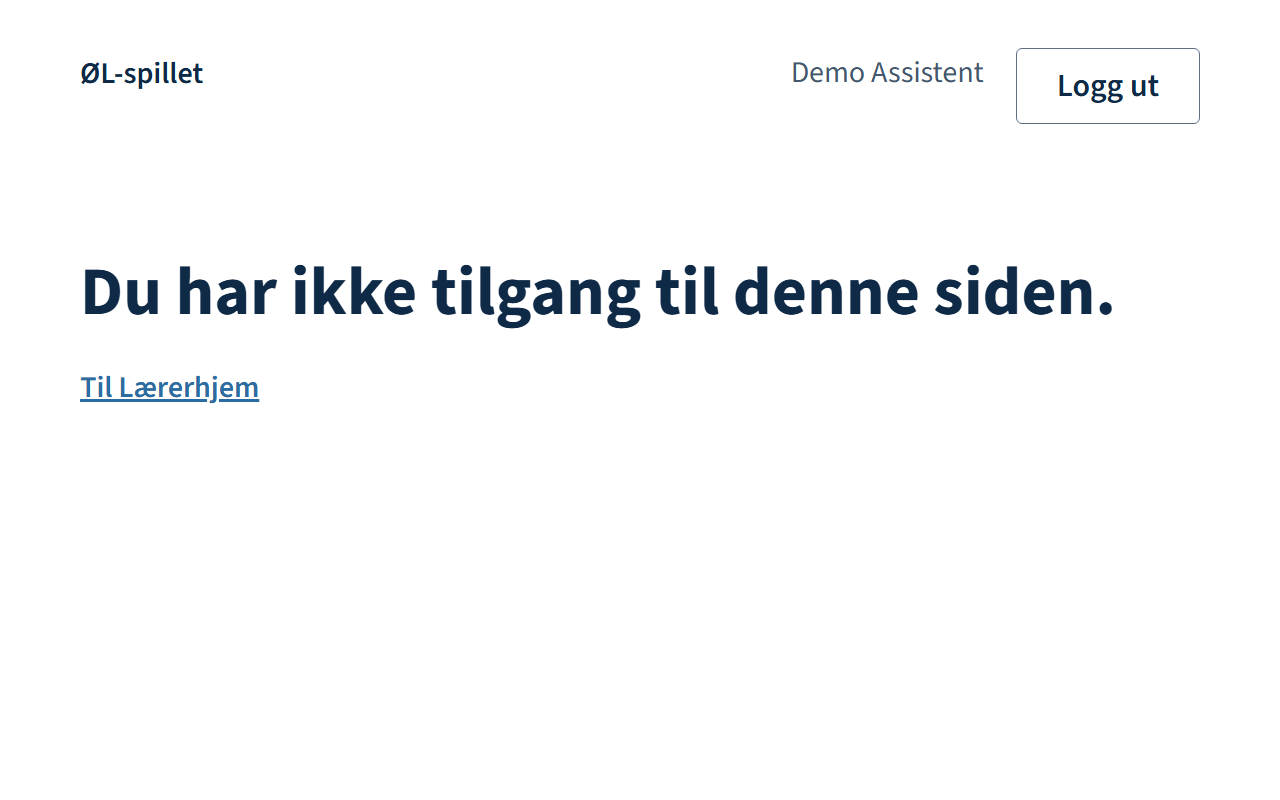 ØL-spillet
Demo Assistent
Logg ut
Du har ikke tilgang til denne siden.
Til Lærerhjem